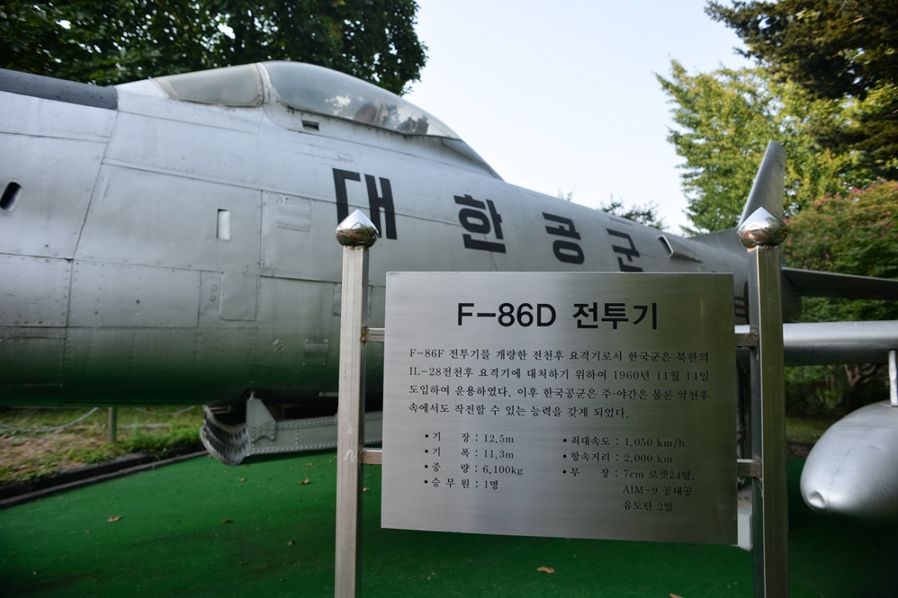 대한공군
F-86D 전투기
F-86F 전투기를 개량한 전천후 요격기로서 한국군은 북한의
IL-28전천후 요격기에 대처하기 위하여 1960년 11월 14일
도입하여 운용하였다. 이후 한국공군은 주·야간은 물론 악천후
속에서도 작전할 수 있는 능력을 갖게 되었다.
•기 장 : 12.5m
•기 폭 : 11.3m
•중 량 : 6,100kg
•승 무 원 : 1명
•최대속도 : 1,050 km/h
•항속거리 : 2,000 km
•무 장 : 7cm 로켓24발,
AIM-9 공대공
유도탄 2발